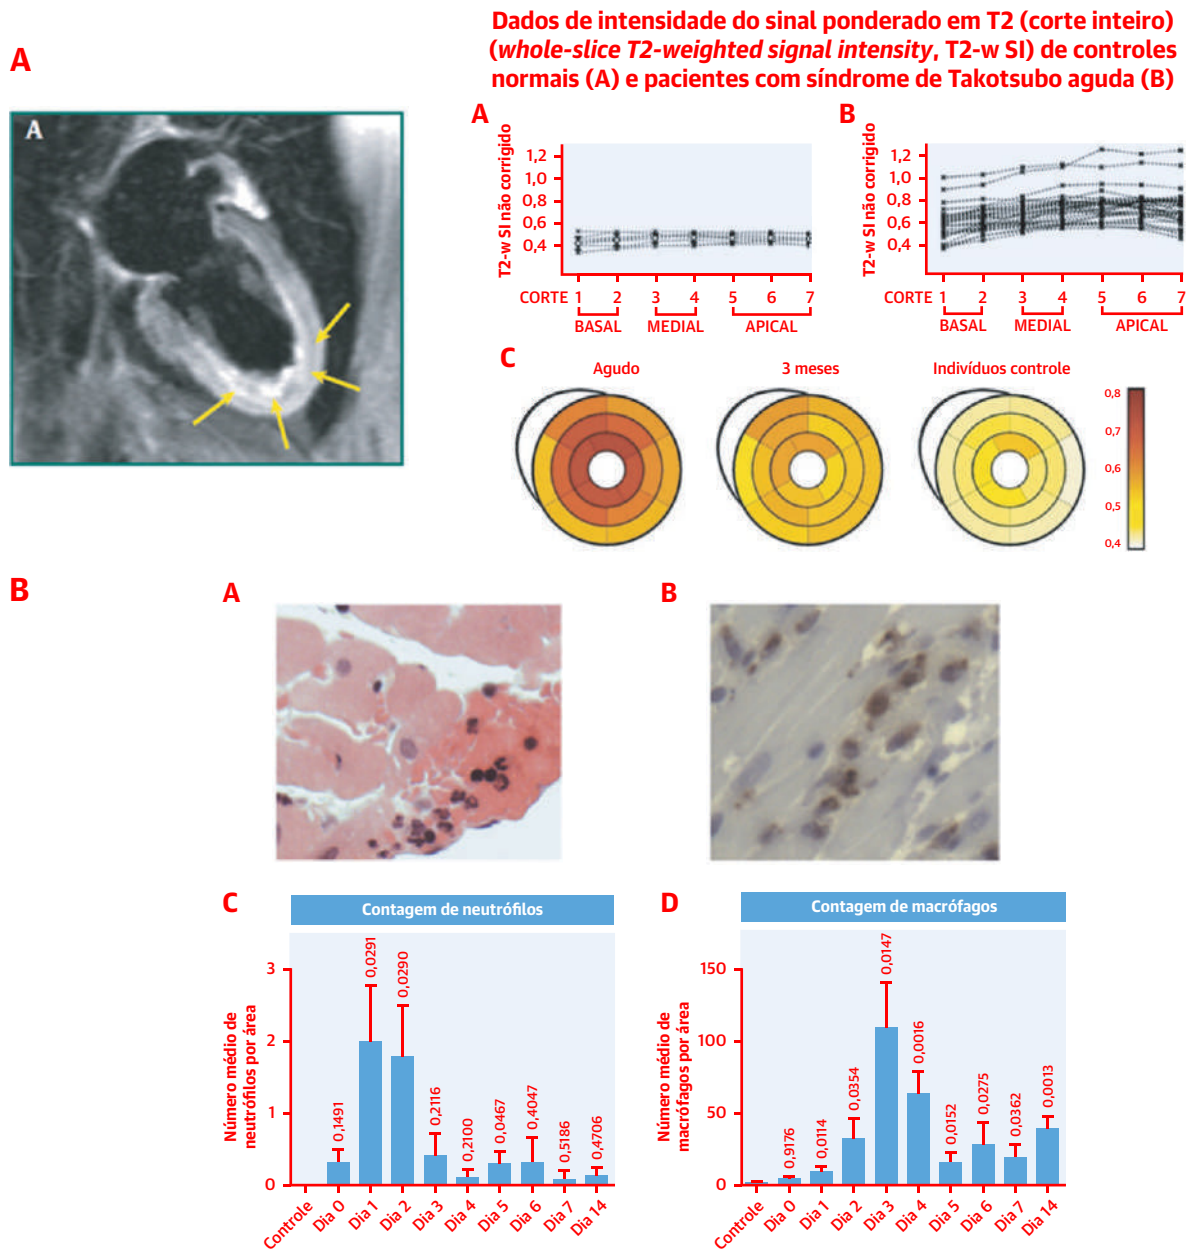 Dados de intensidade do sinal ponderado em T2 (corte inteiro)
(whole-slice T2-weighted signal intensity, T2-w SI) de controles
normais (A) e pacientes com síndrome de Takotsubo aguda (B)
A
A
A
T2-w SI não corrigido
1,2
1,0
0,8
0,6
0,4
CORTE 1 2 3 4 5 6 7
BASAL MEDIAL APICAL
B
T2-w SI não corrigido
1,2
1,0
0,8
0,6
0,4
CORTE 1 2 3 4 5 6 7
BASAL MEDIAL APICAL
C
Agudo 3 meses Indivíduos controle
0,8
0,7
0,6
0,5
0,4
B
A
B
C
Contagem de neutrófilos
Número médio de
neutrófilos por área
3
2
1
0
0,1491
0,0291
0,0290
0,2116
0,2100
0,0467
0,4047
0,5186
0,4706
Controle
Dia 0
Dia 1
Dia 2
Dia 3
Dia 4
Dia 5
Dia 6
Dia 7
Dia 14
D
Contagem de macrófagos
Número médio de
macrófagos por área
150
100
50
0
0,9176
0,0114
0,0354
0,0147
0,0016
0,0152
0,0275
0,0362
0,0013
Controle
Dia 0
Dia 1
Dia 2
Dia 3
Dia 4
Dia 5
Dia 6
Dia 7
Dia 14